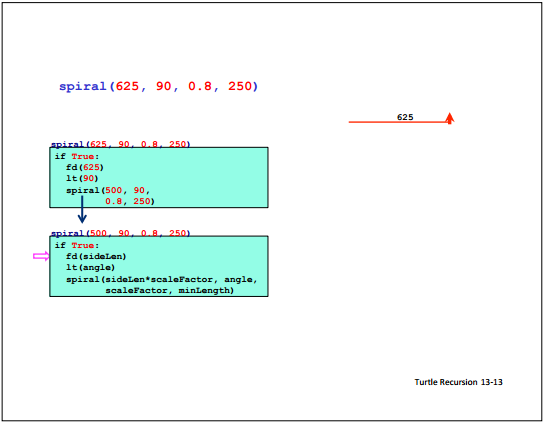 spiral(625, 90, 0.8, 250)
625
spiral(625, 90, 0.8, 250)
if True:
fd(625)
lt(90)
spiral(500, 90,
0.8, 250)
spiral(500, 90, 0.8, 250)
if True:
fd(sideLen)
lt(angle)
spiral(sideLen*scaleFactor, angle,
scaleFactor, minLength)
Turtle Recursion 13-13